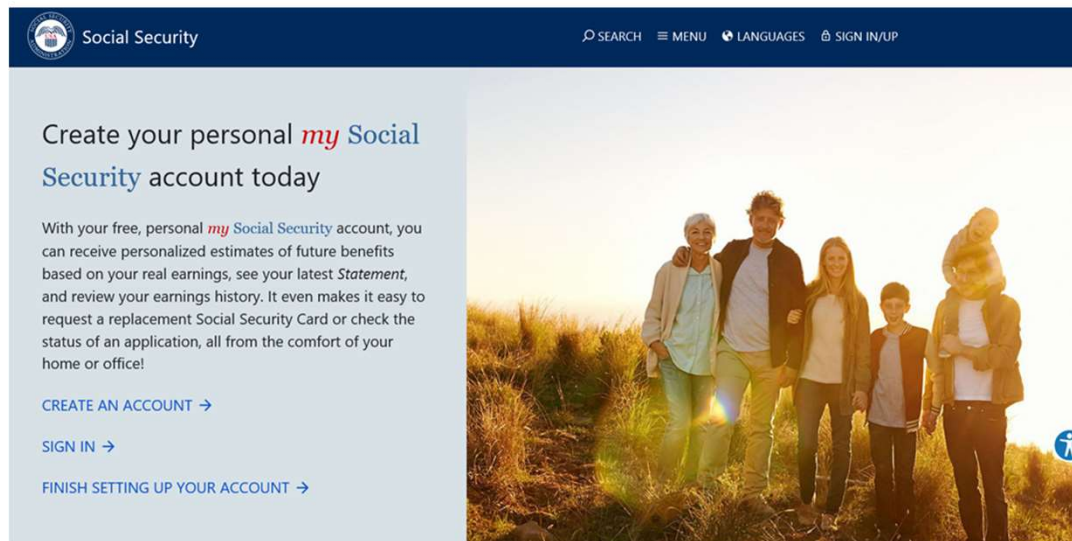 Social Security
SEARCH MENU LANGUAGES SIGN IN/UP
Create your personal my Social
Security account today
With your free, personal my Social Security account, you
can receive personalized estimates of future benefits
based on your real earnings, see your latest Statement,
and review your earnings history. It even makes it easy to
request a replacement Social Security Card or check the
status of an application, all from the comfort of your
home or office!
CREATE AN ACCOUNT →
SIGN IN →
FINISH SETTING UP YOUR ACCOUNT →